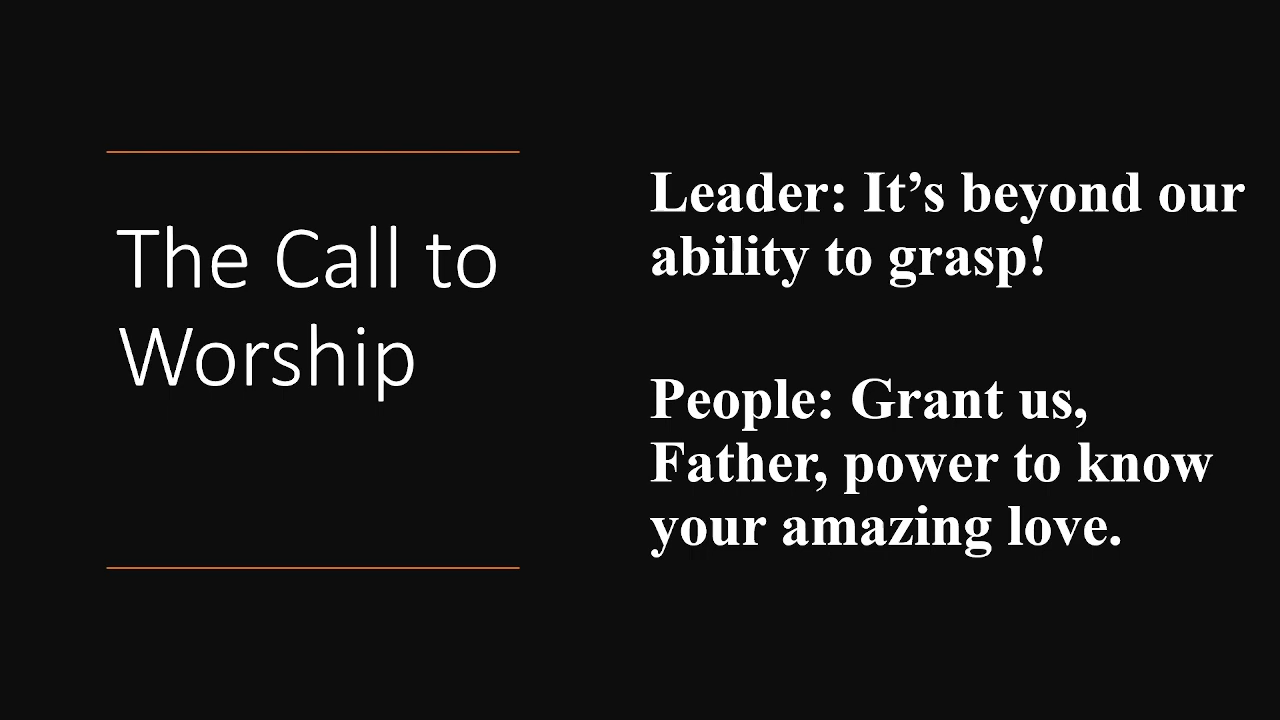 The Call to
Worship
Leader: It’s beyond our
ability to grasp!
People: Grant us,
Father, power to know
your amazing love.